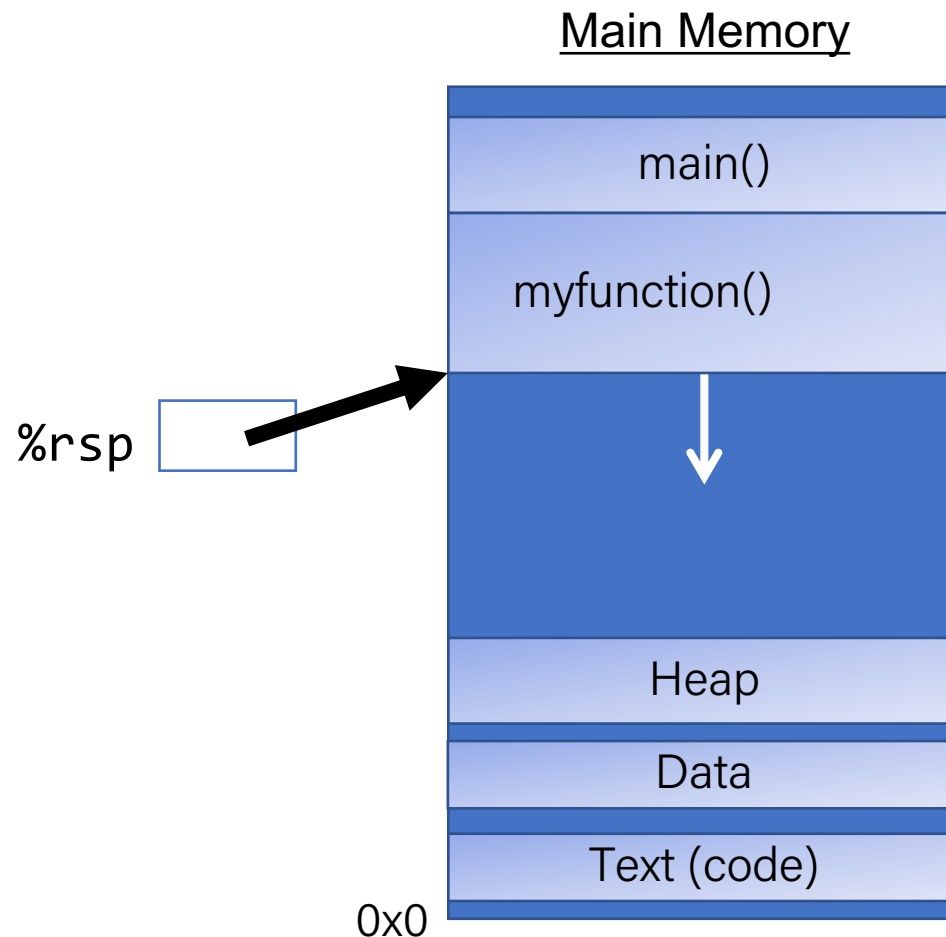 Main Memory
main()
myfunction()
%rsp
Heap
Data
Text (code)
0x0